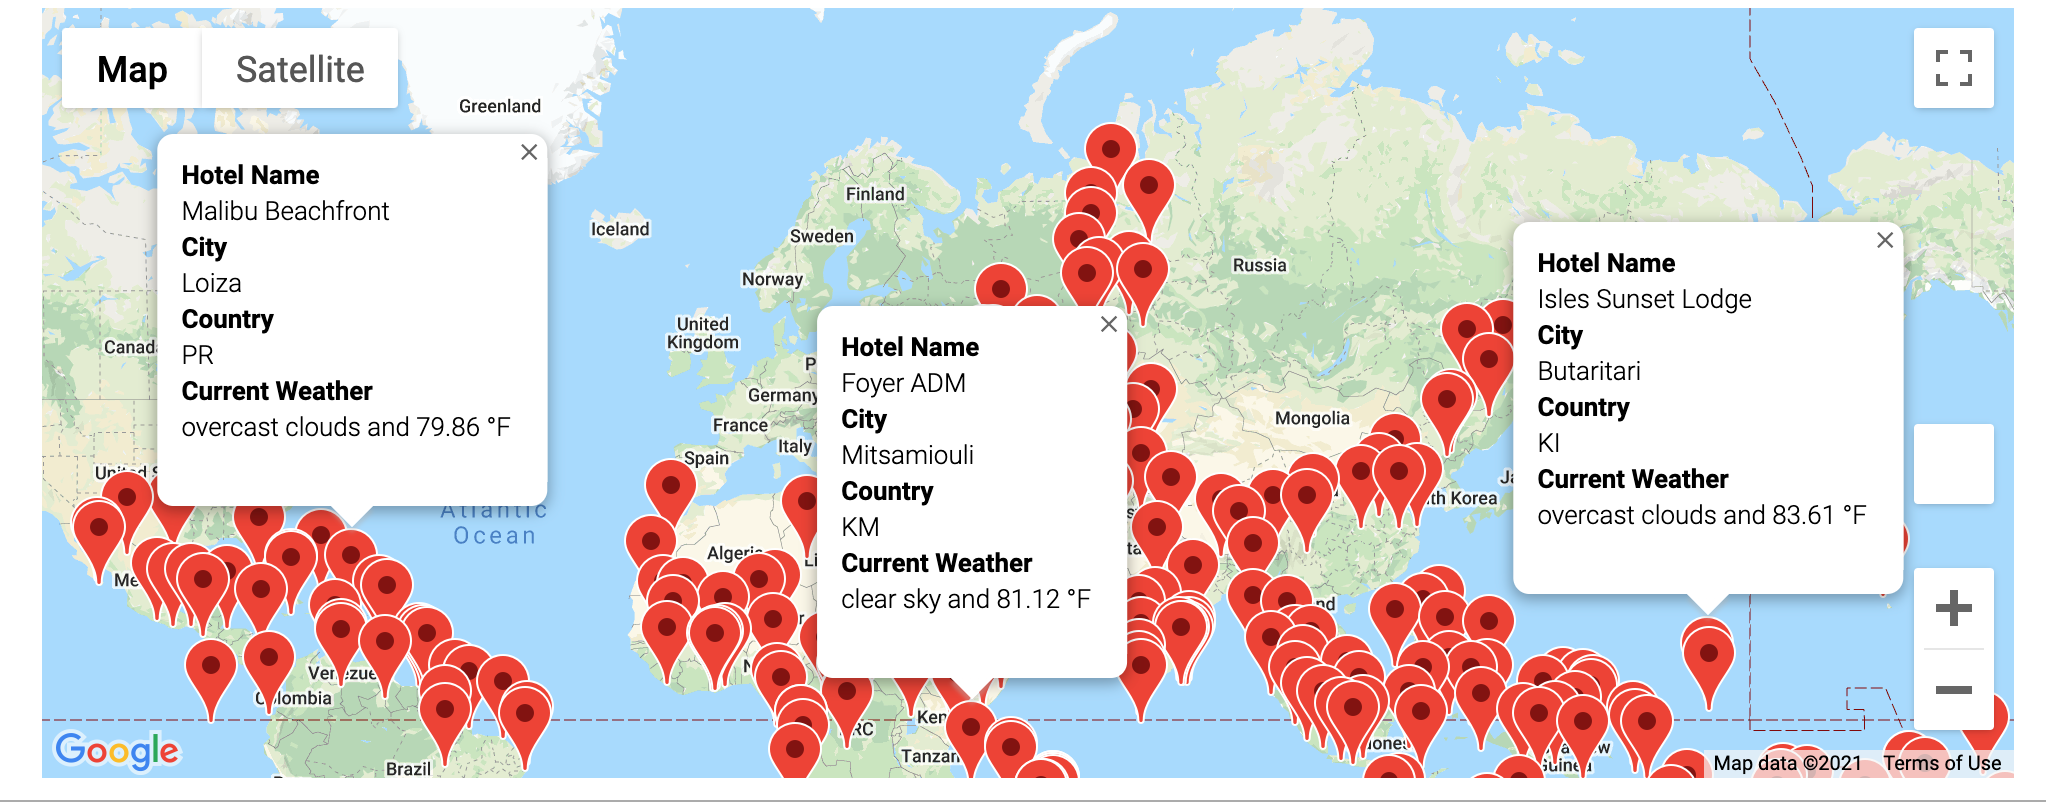 Map
Satellite
Greenland
Hotel Name
Malibu Beachfront
City
Loiza
Country
PR
Current Weather
overcast clouds and 79.86 °F
Iceland
Finland
Sweden
Norway
Russia
United
Kingdom
Germany
France
Italy
Spain
Mongolia
Hotel Name
Foyer ADM
City
Mitsamiouli
Country
KM
Current Weather
clear sky and 81.12 °F
Hotel Name
Isles Sunset Lodge
City
Butaritari
Country
KI
Current Weather
overcast clouds and 83.61 °F
Canada
Atlantic
Ocean
th Korea
Algeria
Venezue
Colombia
Brazil
Ken
RC
Tanzan
Guinea
Google
Map data ©2021
Terms of Use